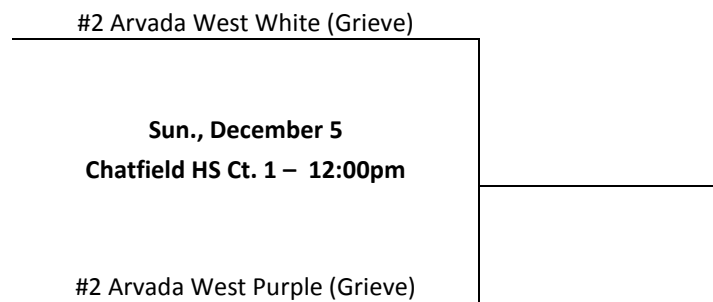 #2 Arvada West White (Grieve)
Sun., December 5
Chatfield HS Ct. 1 – 12:00pm
#2 Arvada West Purple (Grieve)